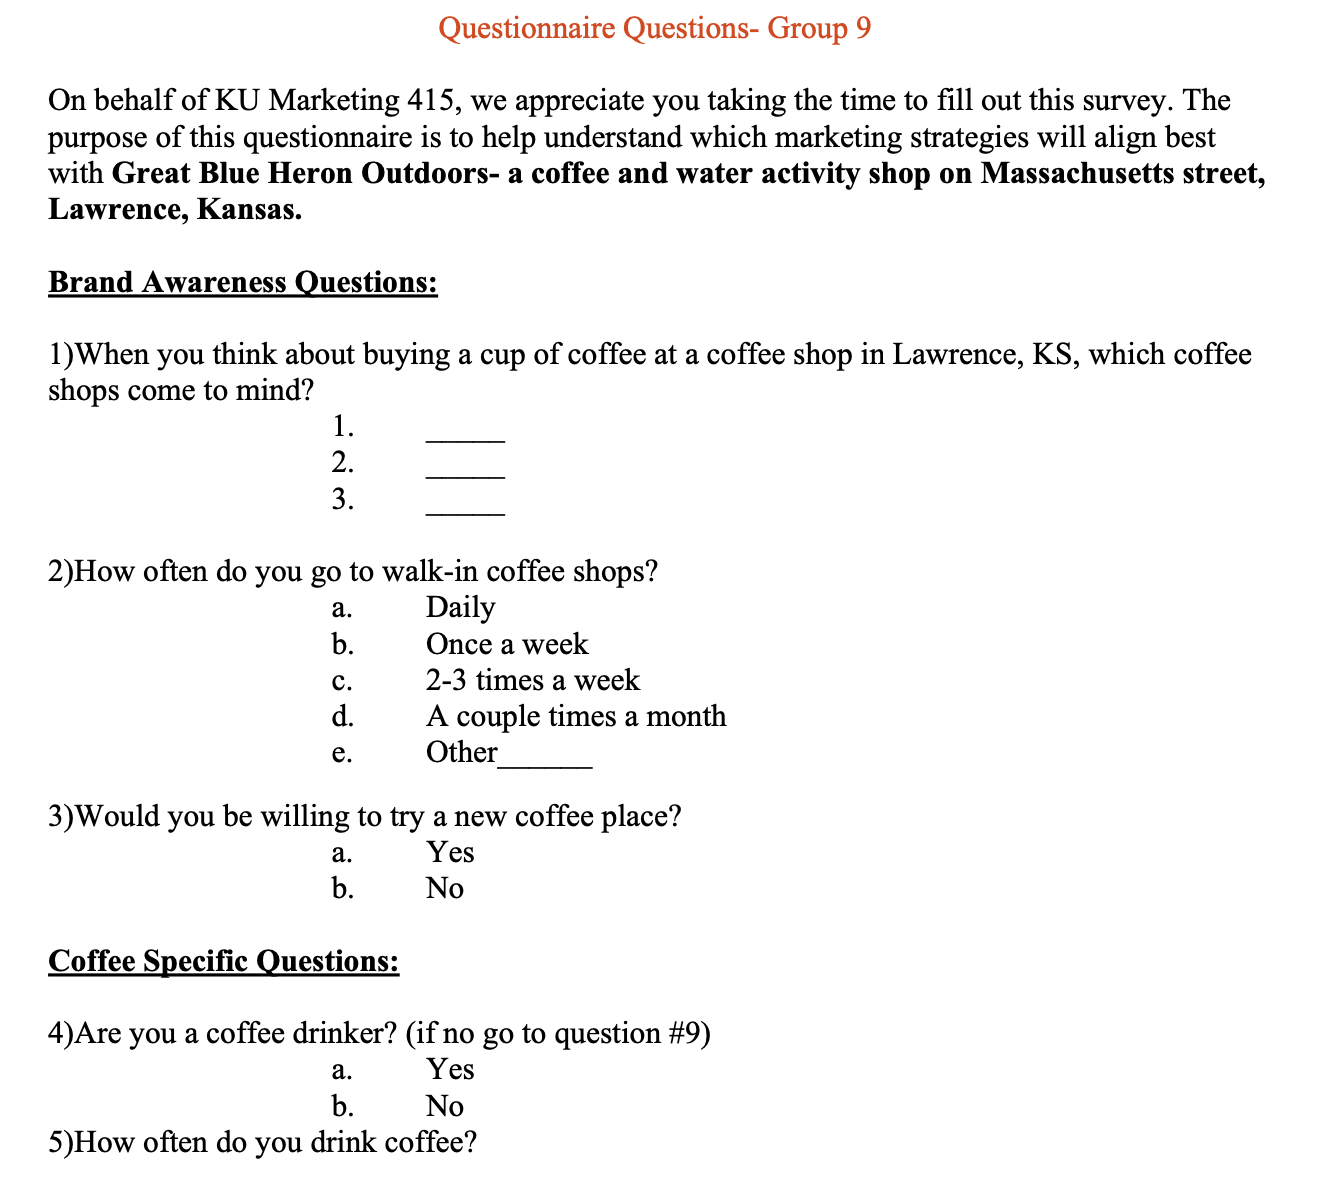 Questionnaire Questions- Group 9
On behalf of KU Marketing 415, we appreciate you taking the time to fill out this survey. The
purpose of this questionnaire is to help understand which marketing strategies will align best
with Great Blue Heron Outdoors- a coffee and water activity shop on Massachusetts street,
Lawrence, Kansas.
Brand Awareness Questions:
1)When you think about buying a cup of coffee at a coffee shop in Lawrence, KS, which coffee
shops come to mind?
1. _____
2. _____
3. _____
2)How often do you go to walk-in coffee shops?
a. Daily
b. Once a week
c. 2-3 times a week
d. A couple times a month
e. Other______
3)Would you be willing to try a new coffee place?
a. Yes
b. No
Coffee Specific Questions:
4)Are you a coffee drinker? (if no go to question #9)
a. Yes
b. No
5)How often do you drink coffee?